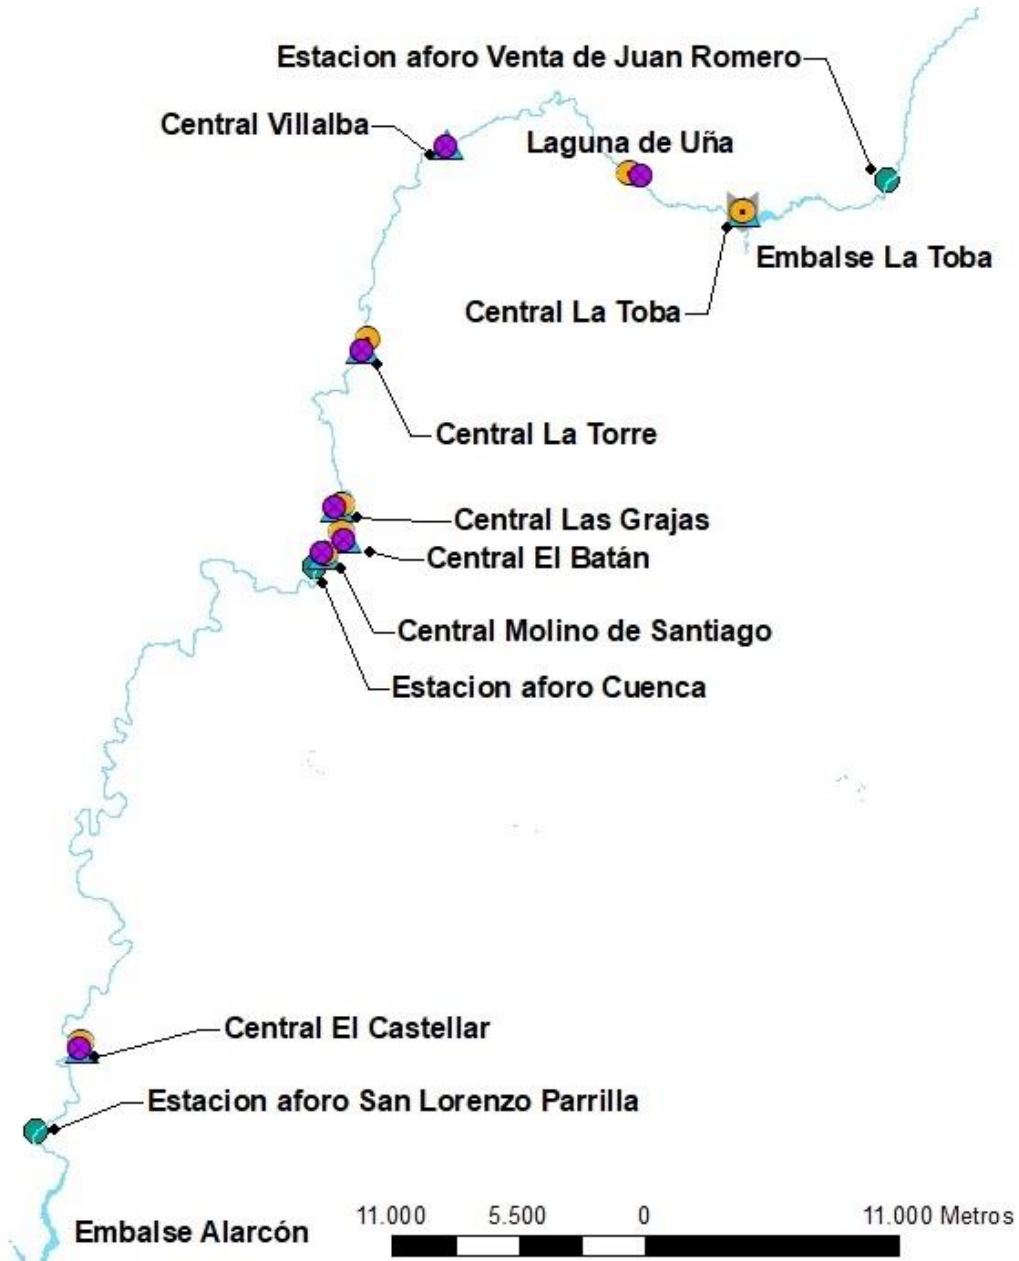 Estacion aforo Venta de Juan Romero
Central Villalba
Laguna de Uña
Embalse La Toba
Central La Toba
Central La Torre
Central Las Grajas
Central El Batán
Central Molino de Santiago
Estacion aforo Cuenca
Central El Castellar
Estacion aforo San Lorenzo Parrilla
11.000 5.500 0 11.000 Metros
Embalse Alarcón